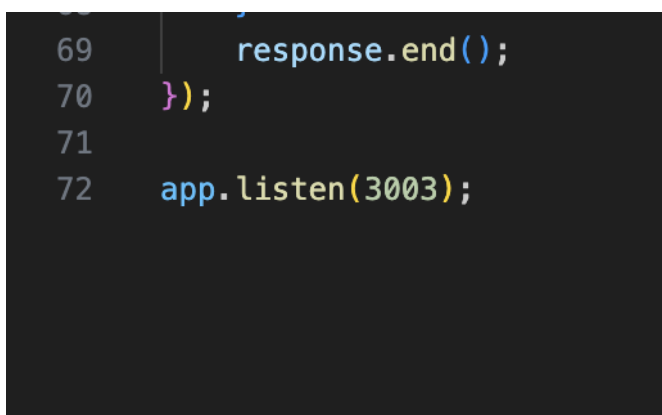 69 response.end();
70 });
71
72 app.listen(3003);